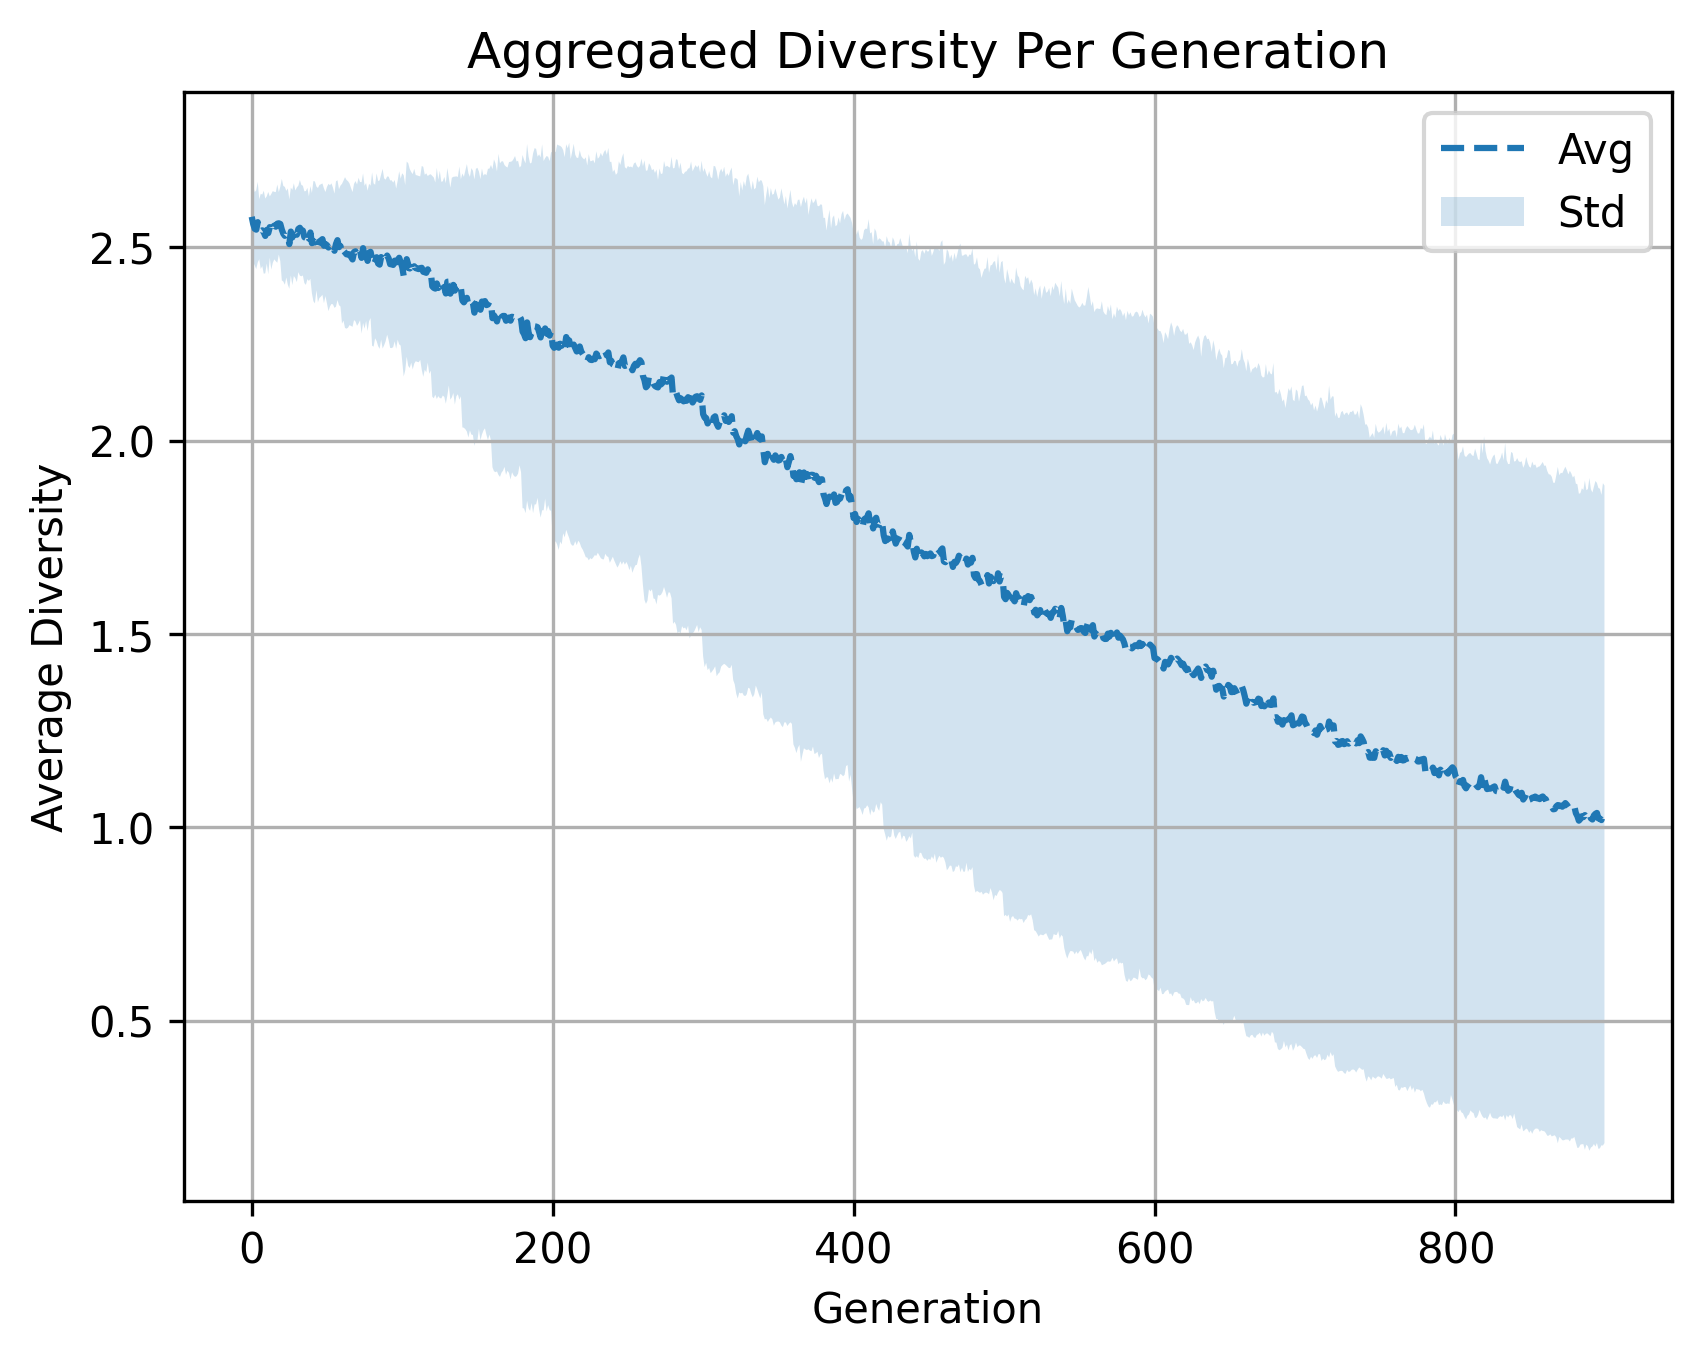 Aggregated Diversity Per Generation
Avg
Std
Average Diversity
2.5
2.0
1.5
1.0
0.5
0 200 400 600 800
Generation